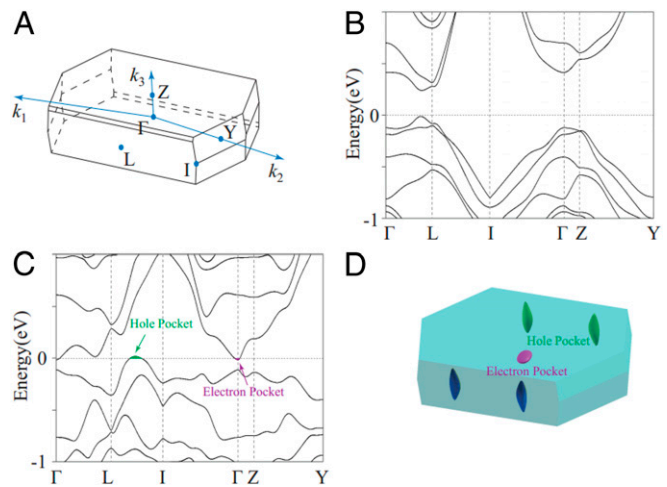 A
k3
Z
k1
Γ
Y
L
I
k2
B
Energy(eV)
0
-1
Γ
L
I
Γ
Z
Y
C
Energy(eV)
0
-1
Hole Pocket
Electron Pocket
Γ
L
I
Γ
Z
Y
D
Hole Pocket
Electron Pocket